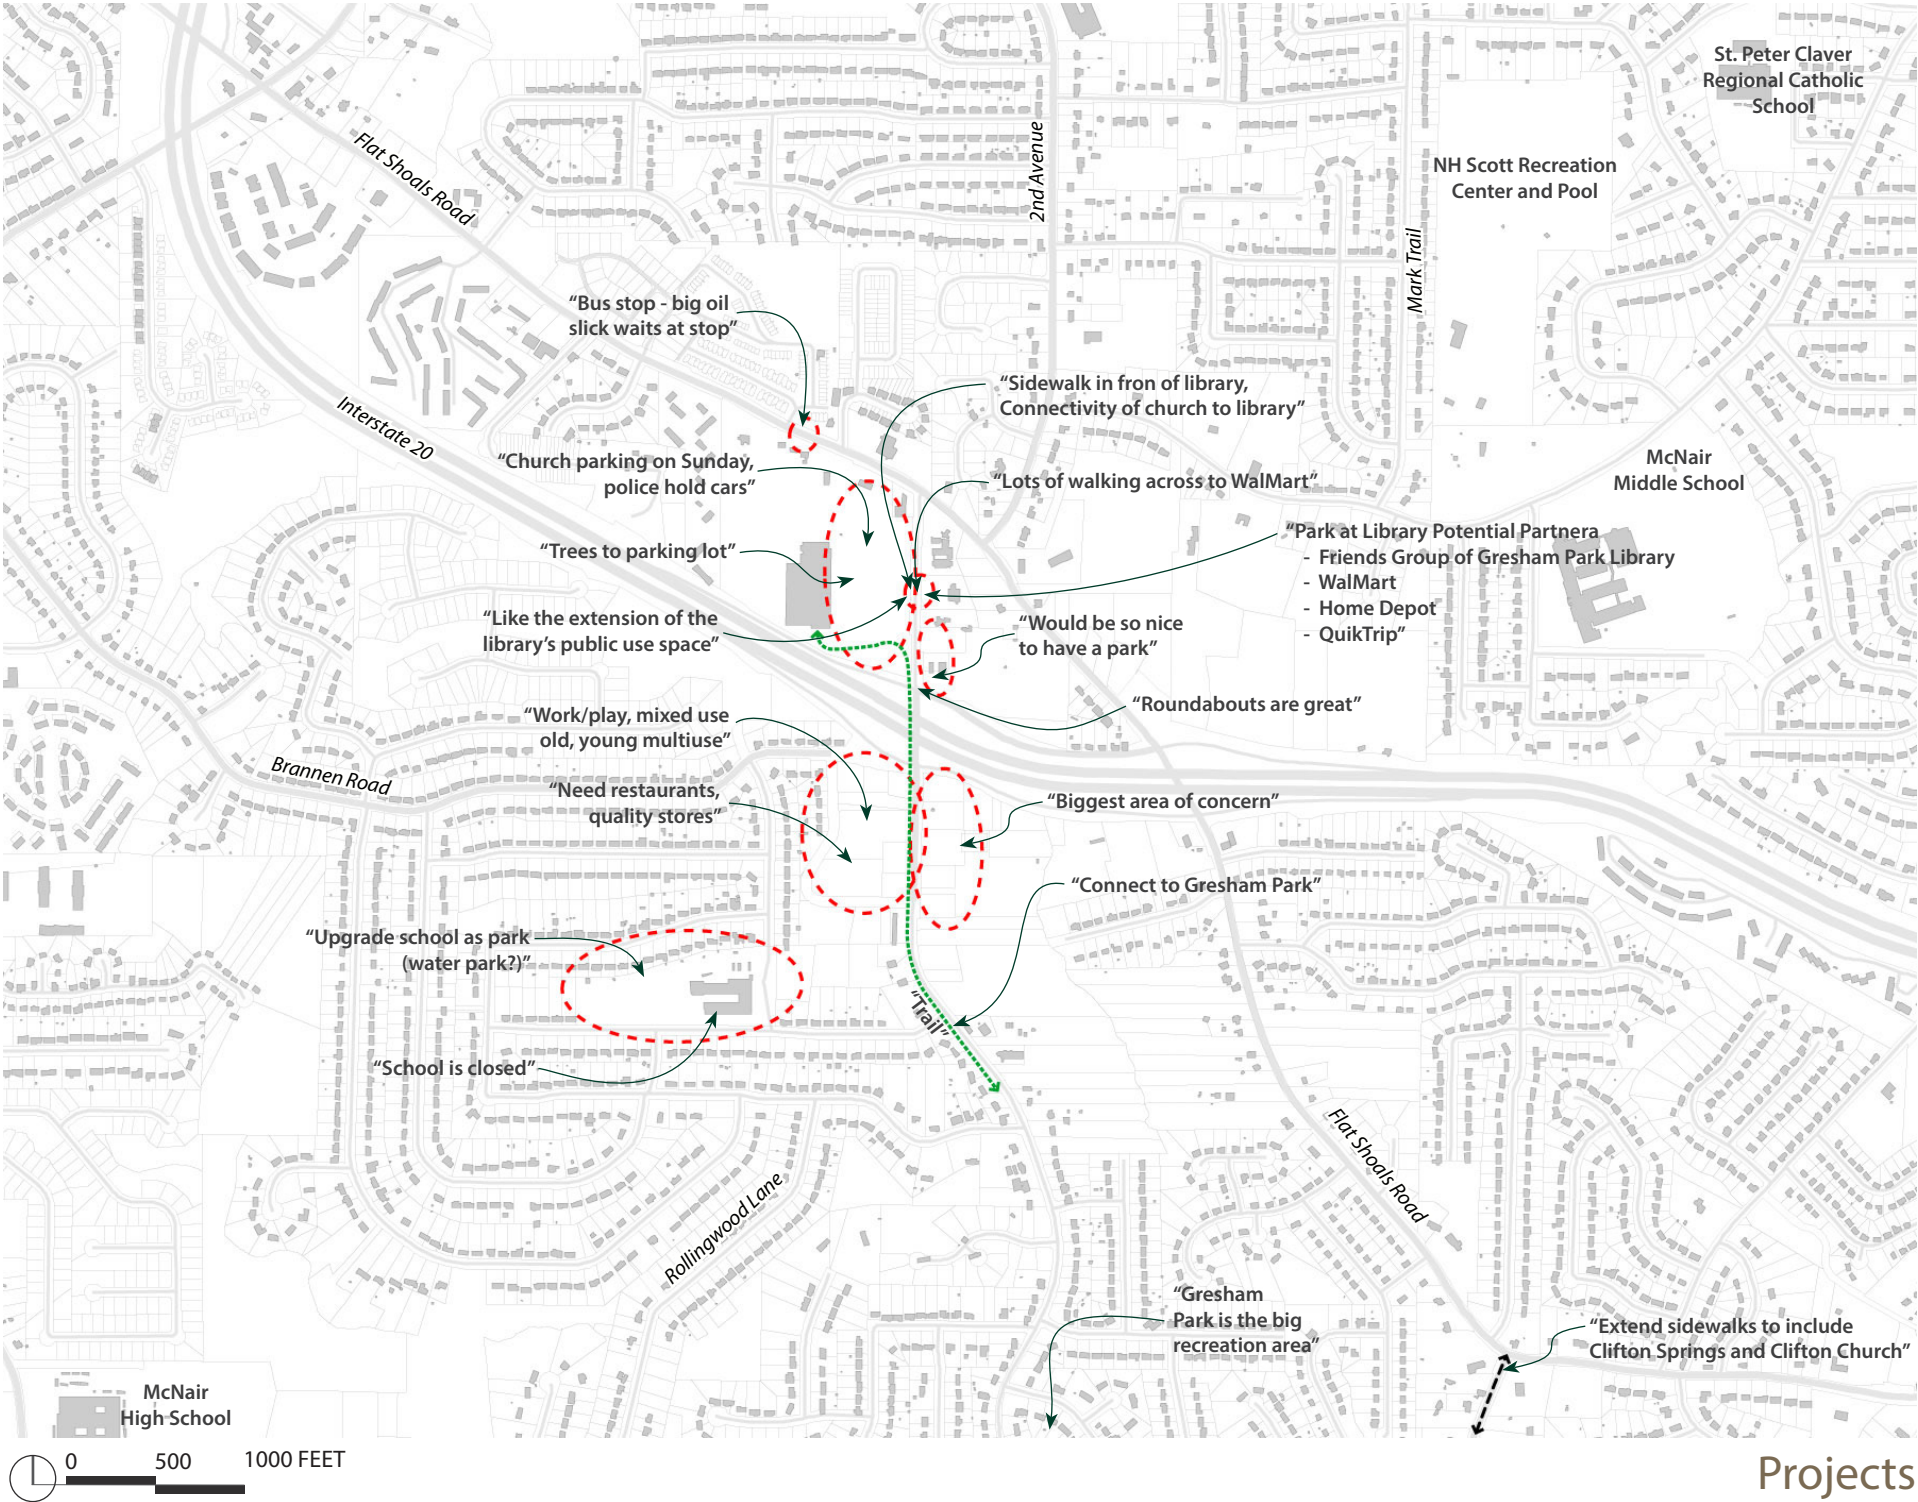 St. Peter Claver
Regional Catholic
School
Flat Shoals Road
2nd Avenue
NH Scott Recreation
Center and Pool
Mark Trail
“Bus stop - big oil
slick waits at stop”
Interstate 20
“Sidewalk in fron of library,
Connectivity of church to library”
“Church parking on Sunday,
police hold cars”
“Lots of walking across to WalMart”
McNair
Middle School
“Trees to parking lot”
“Park at Library Potential Partnera
- Friends Group of Gresham Park Library
- WalMart
- Home Depot
- QuikTrip”
“Like the extension of the
library’s public use space”
“Would be so nice
to have a park”
“Roundabouts are great”
“Work/play, mixed use
old, young multiuse”
Brannen Road
“Need restaurants,
quality stores”
“Biggest area of concern”
“Connect to Gresham Park”
“Upgrade school as park
(water park?)”
“Trail”
“School is closed”
Flat Shoals Road
Rollingwood Lane
“Gresham
Park is the big
recreation area”
“Extend sidewalks to include
Clifton Springs and Clifton Church”
McNair
High School
0 500 1000 FEET
Projects